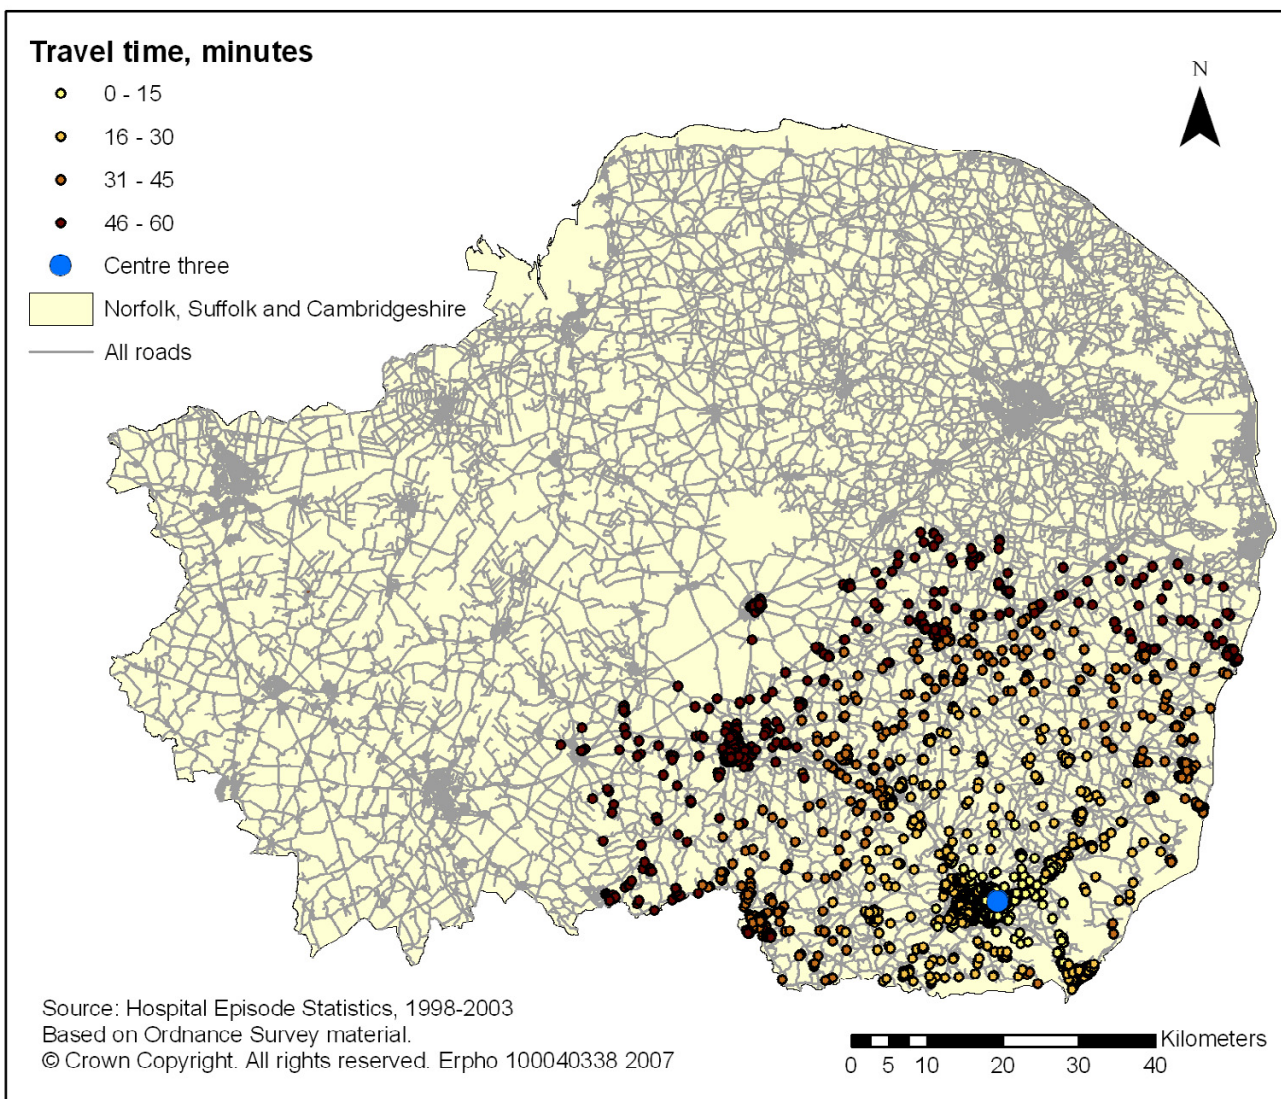 Travel time, minutes
0 - 15
16 - 30
31 - 45
46 - 60
Centre three
Norfolk, Suffolk and Cambridgeshire
All roads
N
Source: Hospital Episode Statistics, 1998-2003
Based on Ordnance Survey material.
© Crown Copyright. All rights reserved. Erpho 100040338 2007
Kilometers
0 5 10 20 30 40